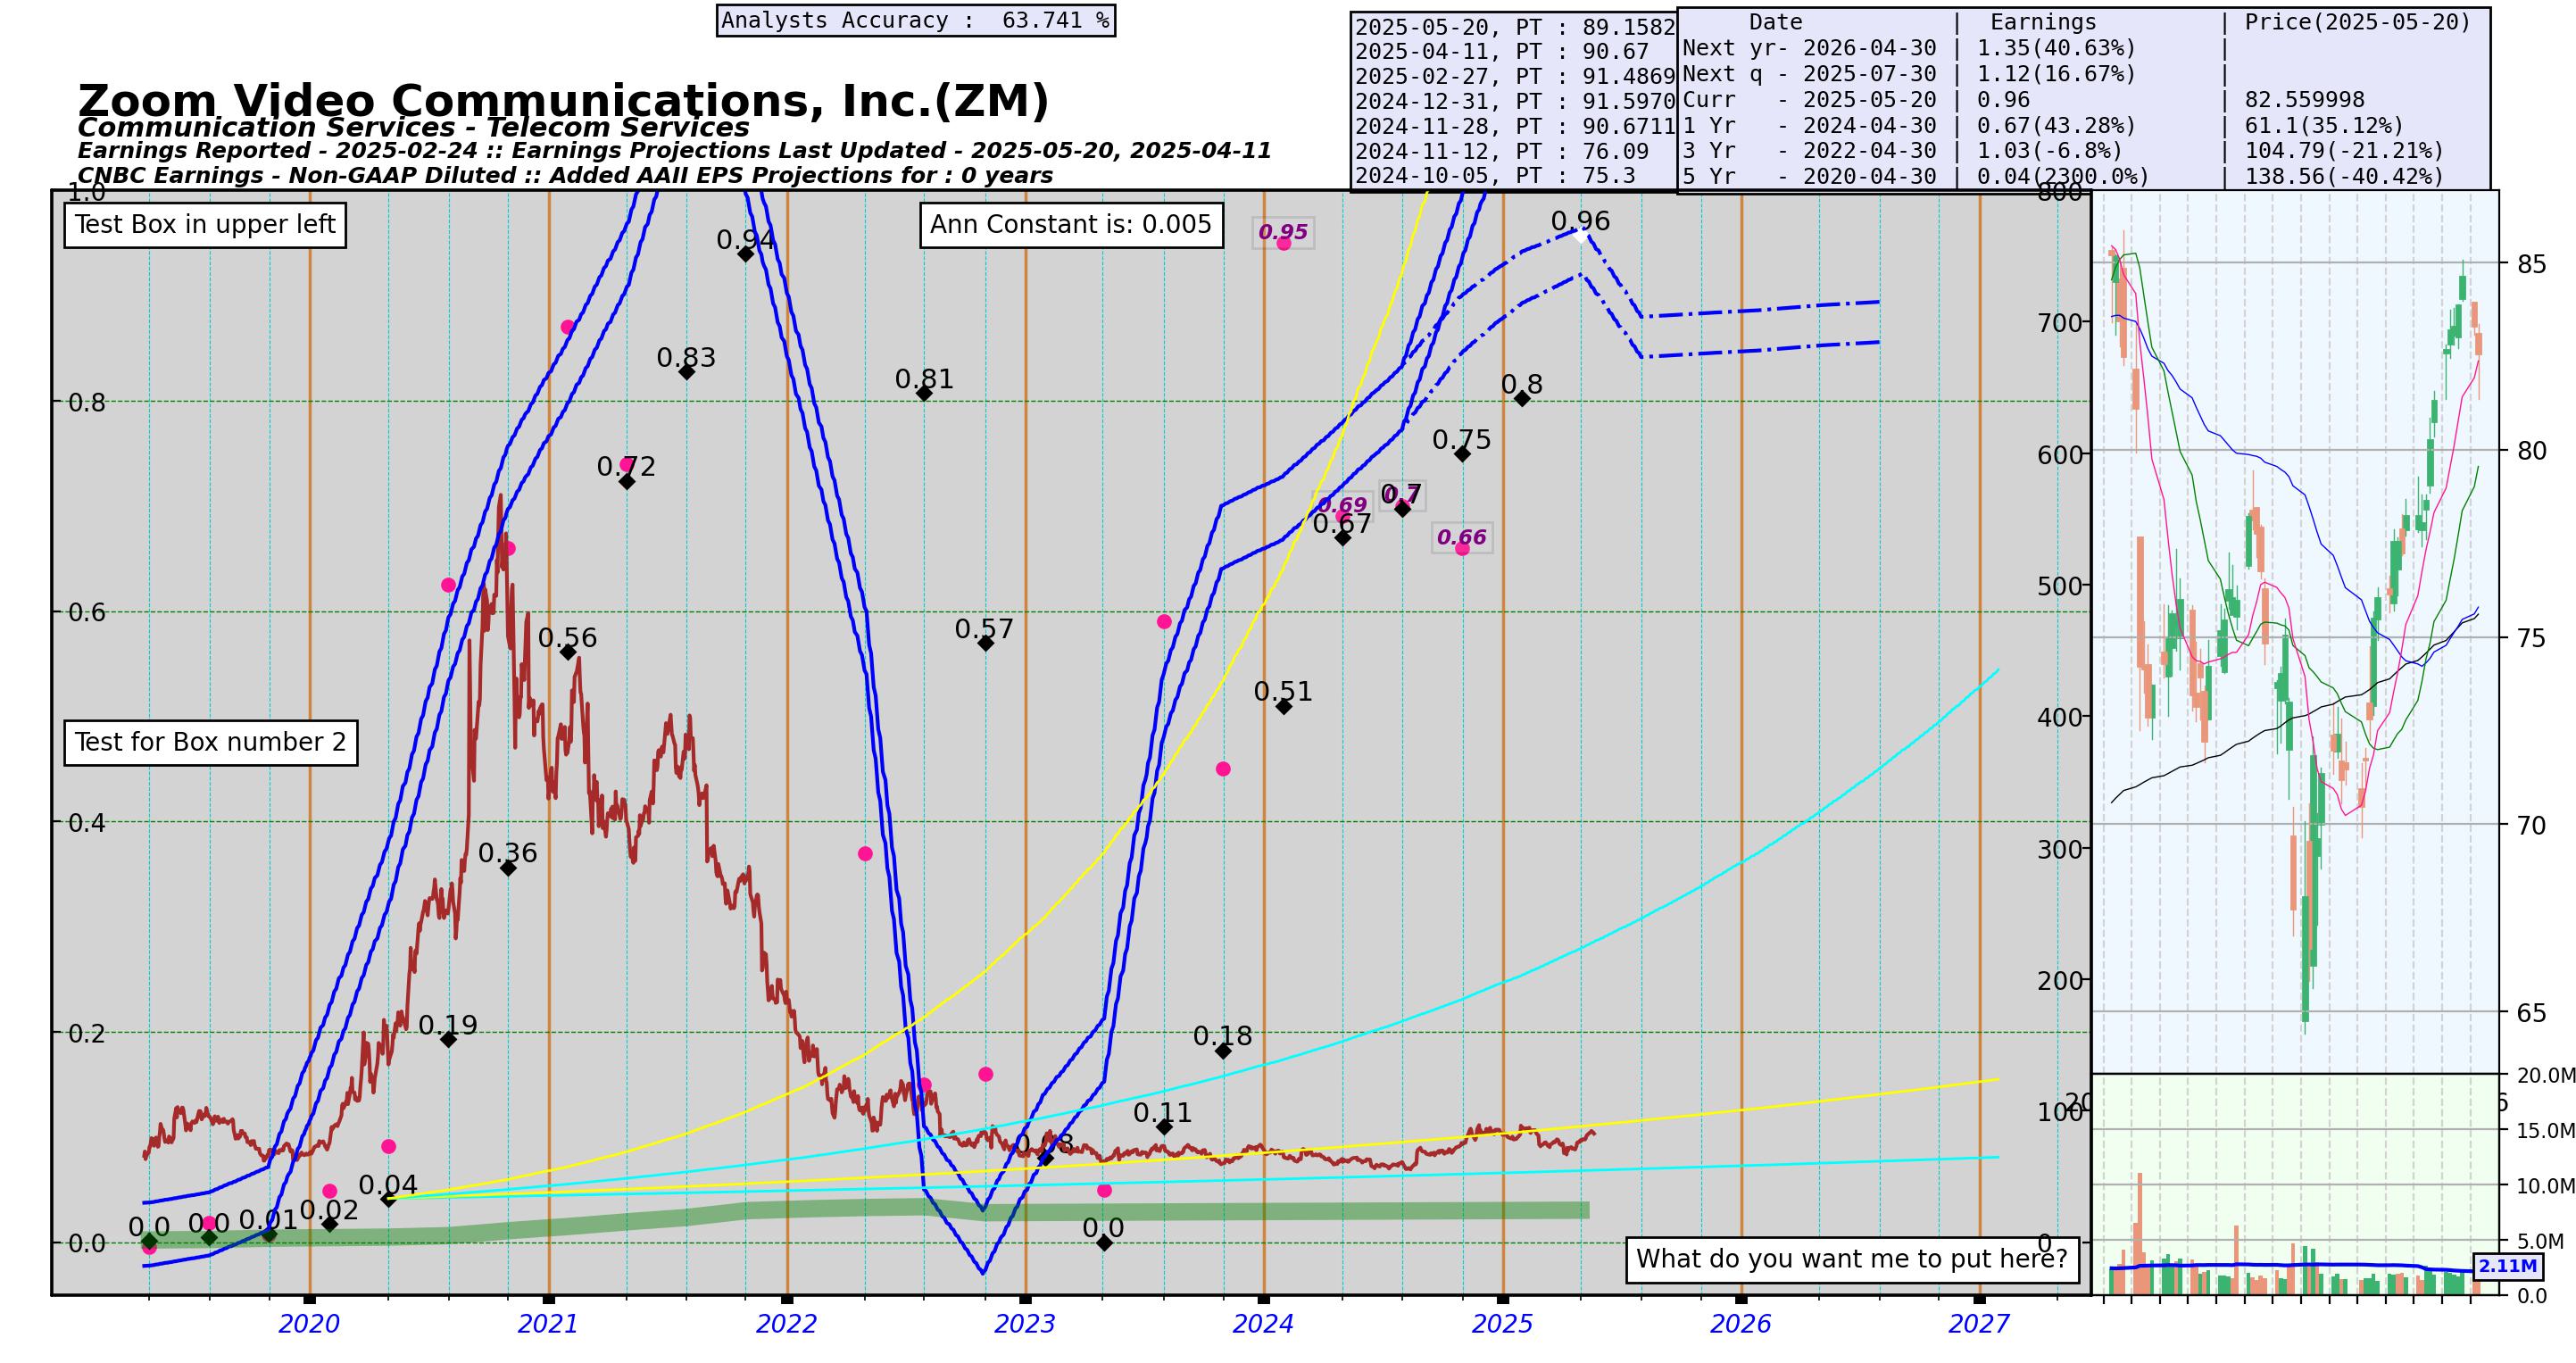 Analysts Accuracy :  63.741 %
2025-05-20, PT : 89.1582
2025-04-11, PT : 90.67
2025-02-27, PT : 91.4869
2024-12-31, PT : 91.5970
2024-11-28, PT : 90.6711
2024-11-12, PT : 76.09
2024-10-05, PT : 75.3
Date | Earnings | Price(2025-05-20)
Next yr- 2026-04-30 | 1.35(40.63%) |
Next q - 2025-07-30 | 1.12(16.67%) |
Curr - 2025-05-20 | 0.96 | 82.559998
1 Yr - 2024-04-30 | 0.67(43.28%) | 61.1(35.12%)
3 Yr - 2022-04-30 | 1.03(-6.8%) | 104.79(-21.21%)
5 Yr - 2020-04-30 | 0.04(2300.0%) | 138.56(-40.42%)
Zoom Video Communications, Inc.(ZM)
Communication Services - Telecom Services
Earnings Reported - 2025-02-24 :: Earnings Projections Last Updated - 2025-05-20, 2025-04-11
CNBC Earnings - Non-GAAP Diluted :: Added AAII EPS Projections for : 0 years
1.0
0.8
0.6
0.4
0.2
0.0
Test Box in upper left
Ann Constant is: 0.005
Test for Box number 2
What do you want me to put here?
0.0
0.0
0.01
0.02
0.04
0.19
0.36
0.56
0.72
0.83
0.94
0.81
0.57
0.08
0.0
0.11
0.18
0.51
0.95
0.69
0.67
0.7
0.7
0.75
0.66
0.8
0.96
800
700
600
500
400
300
200
100
0
85
80
75
70
65
20.0M
15.0M
10.0M
5.0M
2.11M
0.0
2020
2021
2022
2023
2024
2025
2026
2027